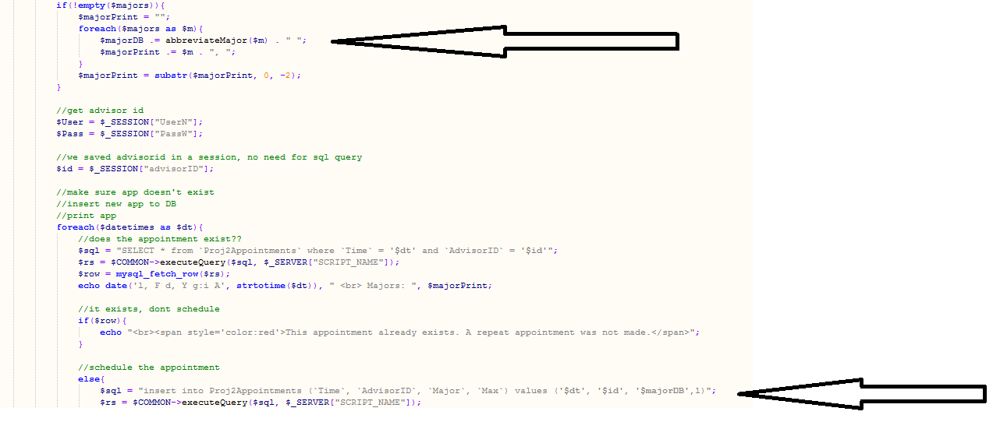 if(!empty($majors)){
$majorPrint = "";
foreach($majors as $m){
$majorDB .= abbreviateMajor($m) . " ";
$majorPrint .= $m . ", ";
}
$majorPrint = substr($majorPrint, 0, -2);
}
//get advisor id
$User = $_SESSION["UserN"];
$Pass = $_SESSION["PassW"];
//we saved advisorid in a session, no need for sql query
$id = $_SESSION["advisorID"];
//make sure app doesn't exist
//insert new app to DB
//print app
foreach($datetimes as $dt){
//does the appointment exist??
$sql = "SELECT * from `Proj2Appointments` where `Time` = '$dt' and `AdvisorID` = '$id'";
$rs = $COMMON->executeQuery($sql, $_SERVER["SCRIPT_NAME"]);
$row = mysql_fetch_row($rs);
echo date('l, F d, Y g:i A', strtotime($dt)), " <br> Majors: ", $majorPrint;
//it exists, dont schedule
if($row){
echo "<br><span style='color:red'>This appointment already exists. A repeat appointment was not made.</span>";
}
//schedule the appointment
else{
$sql = "insert into Proj2Appointments (`Time`, `AdvisorID`, `Major`, `Max`) values ('$dt', '$id', '$majorDB',1)";
$rs = $COMMON->executeQuery($sql, $_SERVER["SCRIPT_NAME"]);